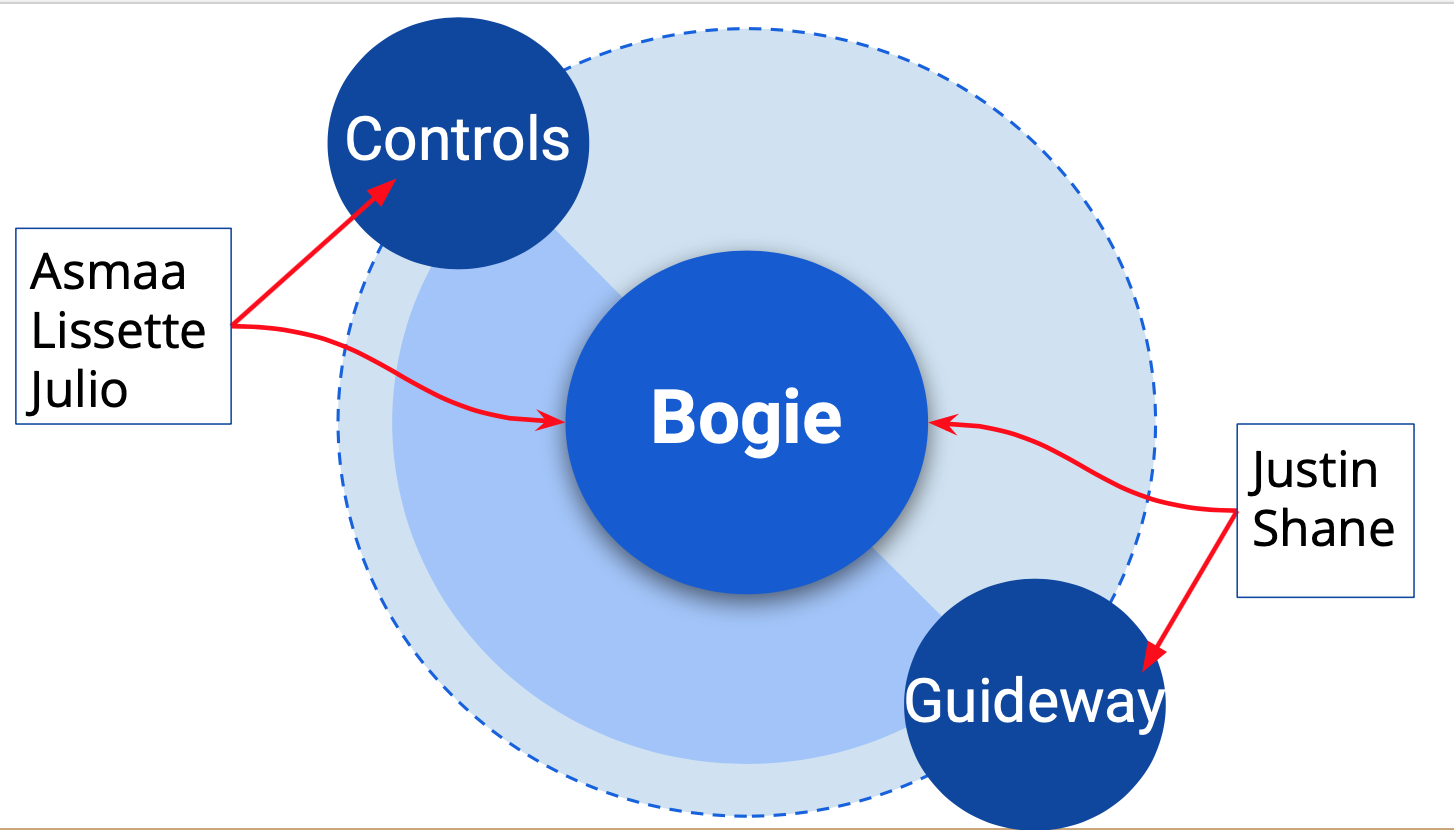 Controls
Asmaa
Lissette
Julio
Bogie
Justin
Shane
Guideway